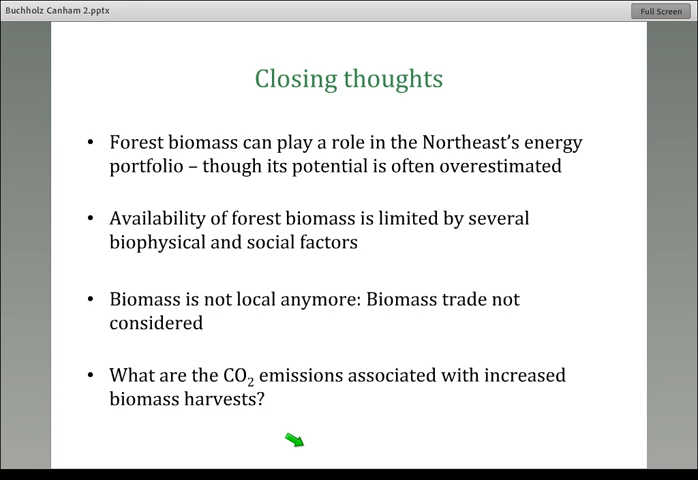 Buchholz Canham 2.pptx
Full Screen
Closing thoughts
• Forest biomass can play a role in the Northeast's energy
portfolio – though its potential is often overestimated
• Availability of forest biomass is limited by several
biophysical and social factors
• Biomass is not local anymore: Biomass trade not
considered
• What are the CO₂ emissions associated with increased
biomass harvests?